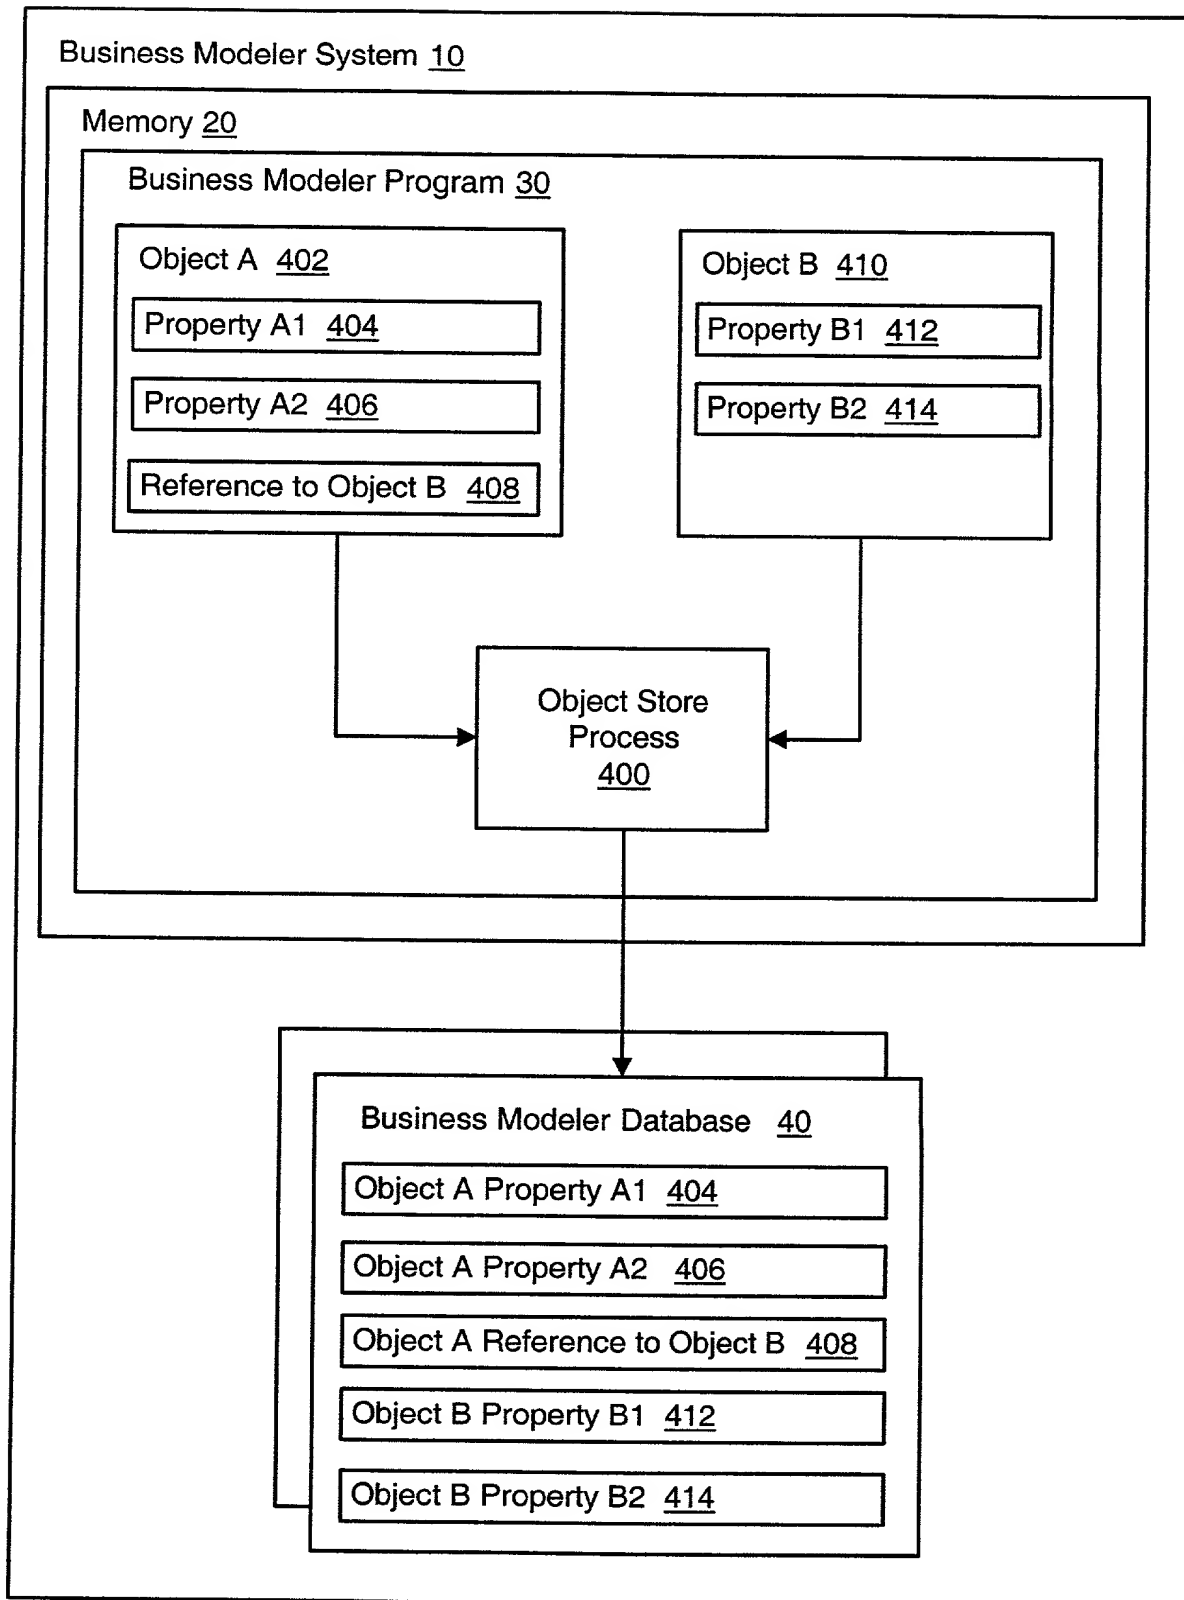 Business Modeler System 10
Memory 20
Business Modeler Program 30
Object A 402
Property A1 404
Property A2 406
Reference to Object B 408
Object B 410
Property B1 412
Property B2 414
Object Store
Process
400
Business Modeler Database 40
Object A Property A1 404
Object A Property A2 406
Object A Reference to Object B 408
Object B Property B1 412
Object B Property B2 414